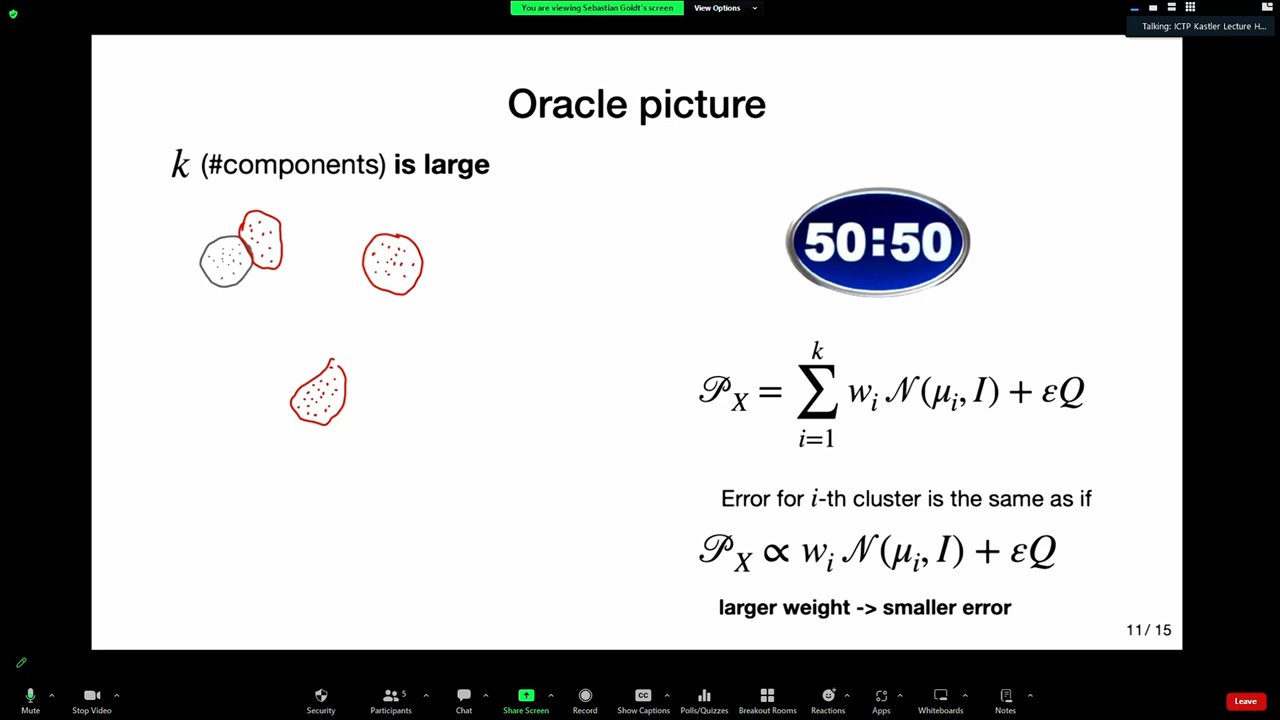 You are viewing Sebastian Goldt's screen
View Options
Talking: ICTP Kastler Lecture H...
Oracle picture
k (#components) is large
50:50
𝒫_X = ∑_{i=1}^{k} w_i 𝒩(μ_i, I) + εQ
Error for i-th cluster is the same as if
𝒫_X ∝ w_i 𝒩(μ_i, I) + εQ
larger weight -> smaller error
11/ 15
Mute
Stop Video
Security
Participants
5
Chat
Share Screen
Record
CC
Show Captions
Polls/Quizzes
Breakout Rooms
Reactions
Apps
Whiteboards
Notes
Leave